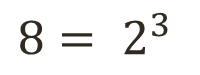 8 = 2³